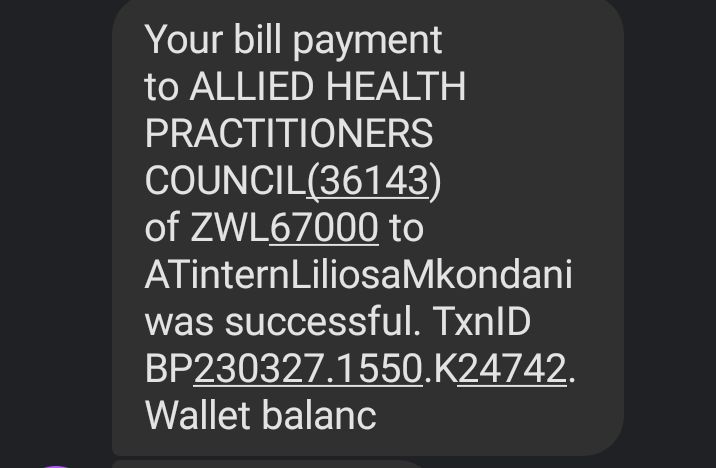 Your bill payment
to ALLIED HEALTH
PRACTITIONERS
COUNCIL(36143)
of ZWL67000 to
ATinternLiliosaMkondani
was successful. TxnID
BP230327.1550.K24742.
Wallet balanc